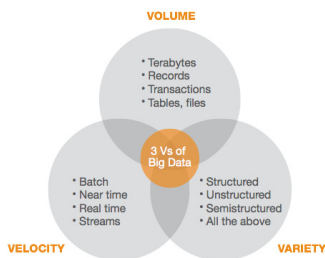 VOLUME
• Terabytes
• Records
• Transactions
• Tables, files
3 Vs of
Big Data
• Batch
• Near time
• Real time
• Streams
• Structured
• Unstructured
• Semistructured
• All the above
VELOCITY
VARIETY